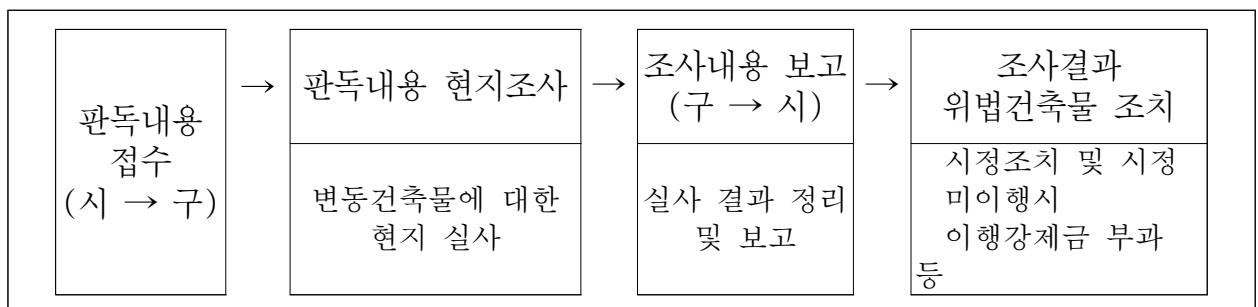 판독내용
접수
(시 → 구)
→
판독내용 현지조사
변동건축물에 대한
현지 실사
→
조사내용 보고
(구 → 시)
실사 결과 정리
및 보고
→
조사결과
위법건축물 조치
시정조치 및 시정
미이행시
이행강제금 부과
등